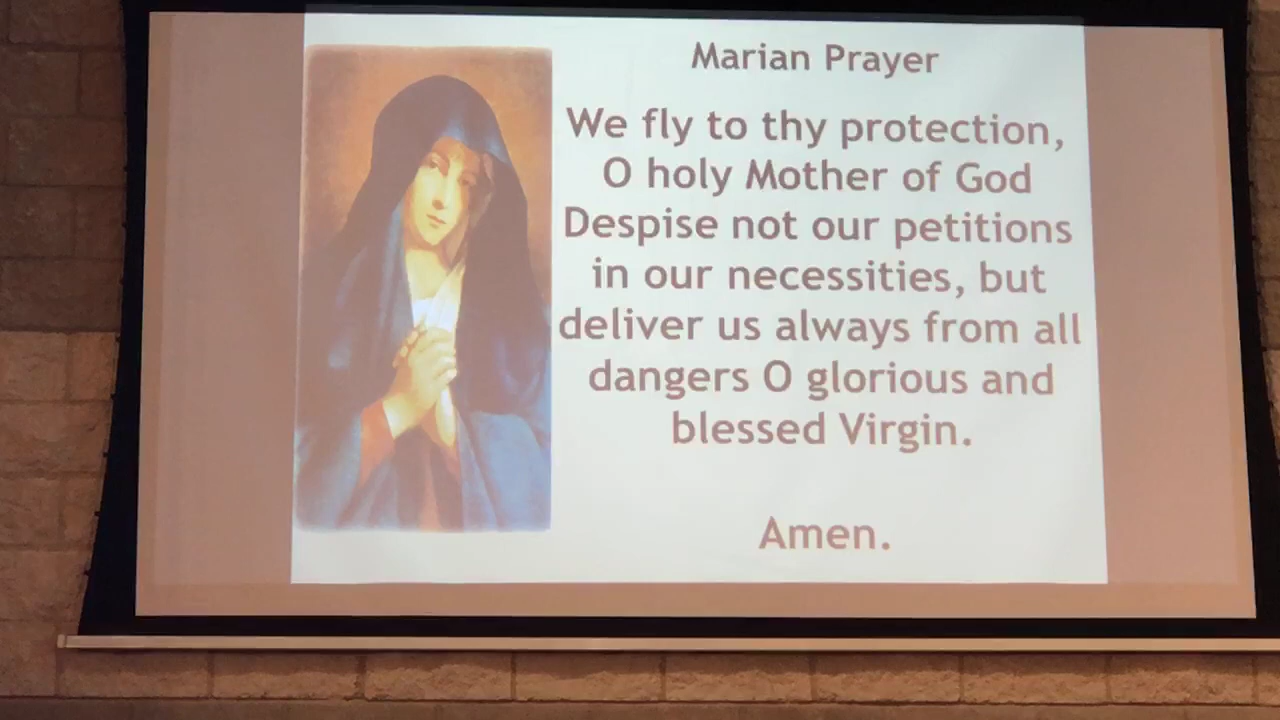 Marian Prayer
We fly to thy protection,
O holy Mother of God
Despise not our petitions
in our necessities, but
deliver us always from all
dangers O glorious and
blessed Virgin.
Amen.